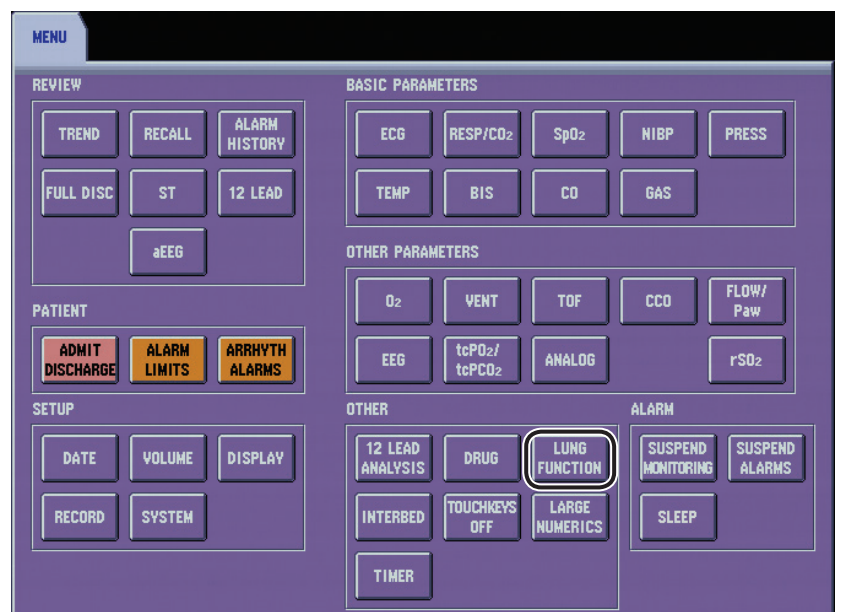 MENU
REVIEW
TREND
RECALL
ALARM
HISTORY
FULL DISC
ST
12 LEAD
aEEG
PATIENT
ADMIT
DISCHARGE
ALARM
LIMITS
ARRHYTH
ALARMS
SETUP
DATE
VOLUME
DISPLAY
RECORD
SYSTEM
BASIC PARAMETERS
ECG
RESP/CO2
SpO2
NIBP
PRESS
TEMP
BIS
CO
GAS
OTHER PARAMETERS
O2
VENT
TOF
CCO
FLOW/
Paw
EEG
tcPO2/
tcPCO2
ANALOG
rSO2
OTHER
12 LEAD
ANALYSIS
DRUG
LUNG
FUNCTION
INTERBED
TOUCHKEYS
OFF
LARGE
NUMERICS
TIMER
ALARM
SUSPEND
MONITORING
SUSPEND
ALARMS
SLEEP